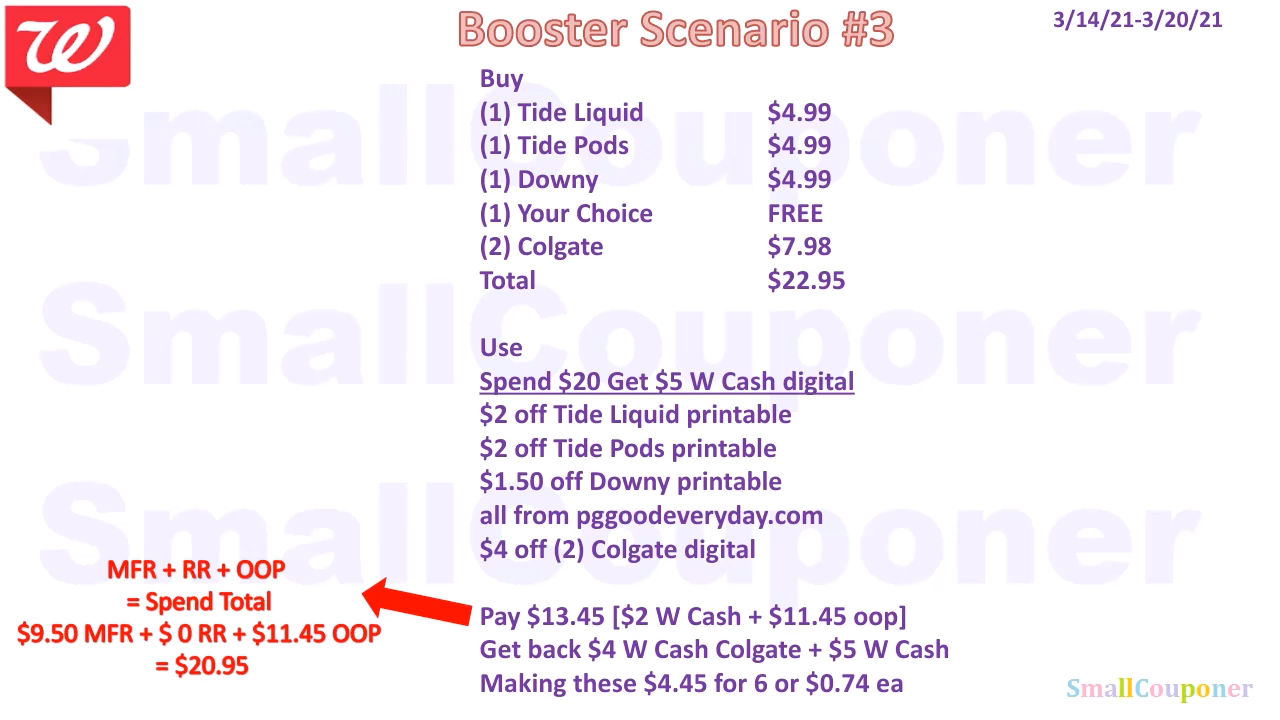 Booster Scenario #3
3/14/21-3/20/21
Buy
(1) Tide Liquid $4.99
(1) Tide Pods $4.99
(1) Downy $4.99
(1) Your Choice FREE
(2) Colgate $7.98
Total $22.95
Use
Spend $20 Get $5 W Cash digital
$2 off Tide Liquid printable
$2 off Tide Pods printable
$1.50 off Downy printable
all from pggoodeveryday.com
$4 off (2) Colgate digital
Pay $13.45 [$2 W Cash + $11.45 oop]
Get back $4 W Cash Colgate + $5 W Cash
Making these $4.45 for 6 or $0.74 ea
MFR + RR + OOP
= Spend Total
$9.50 MFR + $ 0 RR + $11.45 OOP
= $20.95
SmallCouponer
SmallCouponer
SmallCouponer
SmallCouponer
W